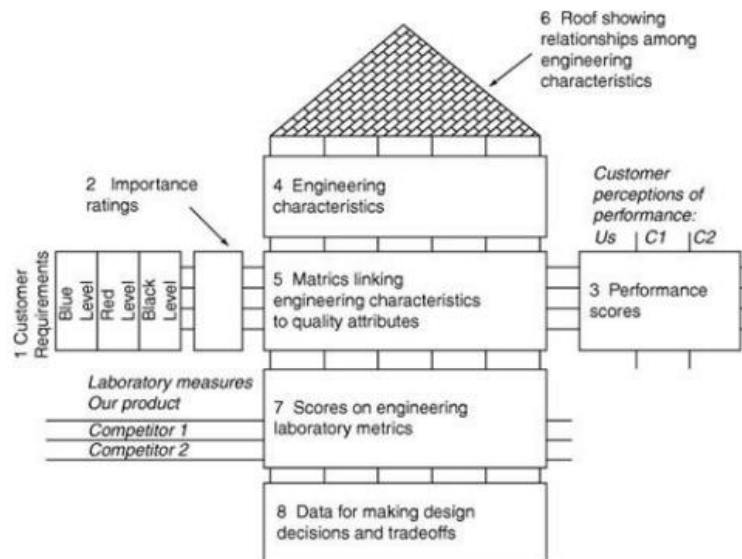 6 Roof showing
relationships among
engineering
characteristics
2 Importance
ratings
4 Engineering
characteristics
Customer
perceptions of
performance:
Us C1 C2
1 Customer
Requirements
Blue
Level
Red
Level
Black
Level
5 Matrics linking
engineering characteristics
to quality attributes
3 Performance
scores
Laboratory measures
Our product
Competitor 1
Competitor 2
7 Scores on engineering
laboratory metrics
8 Data for making design
decisions and tradeoffs